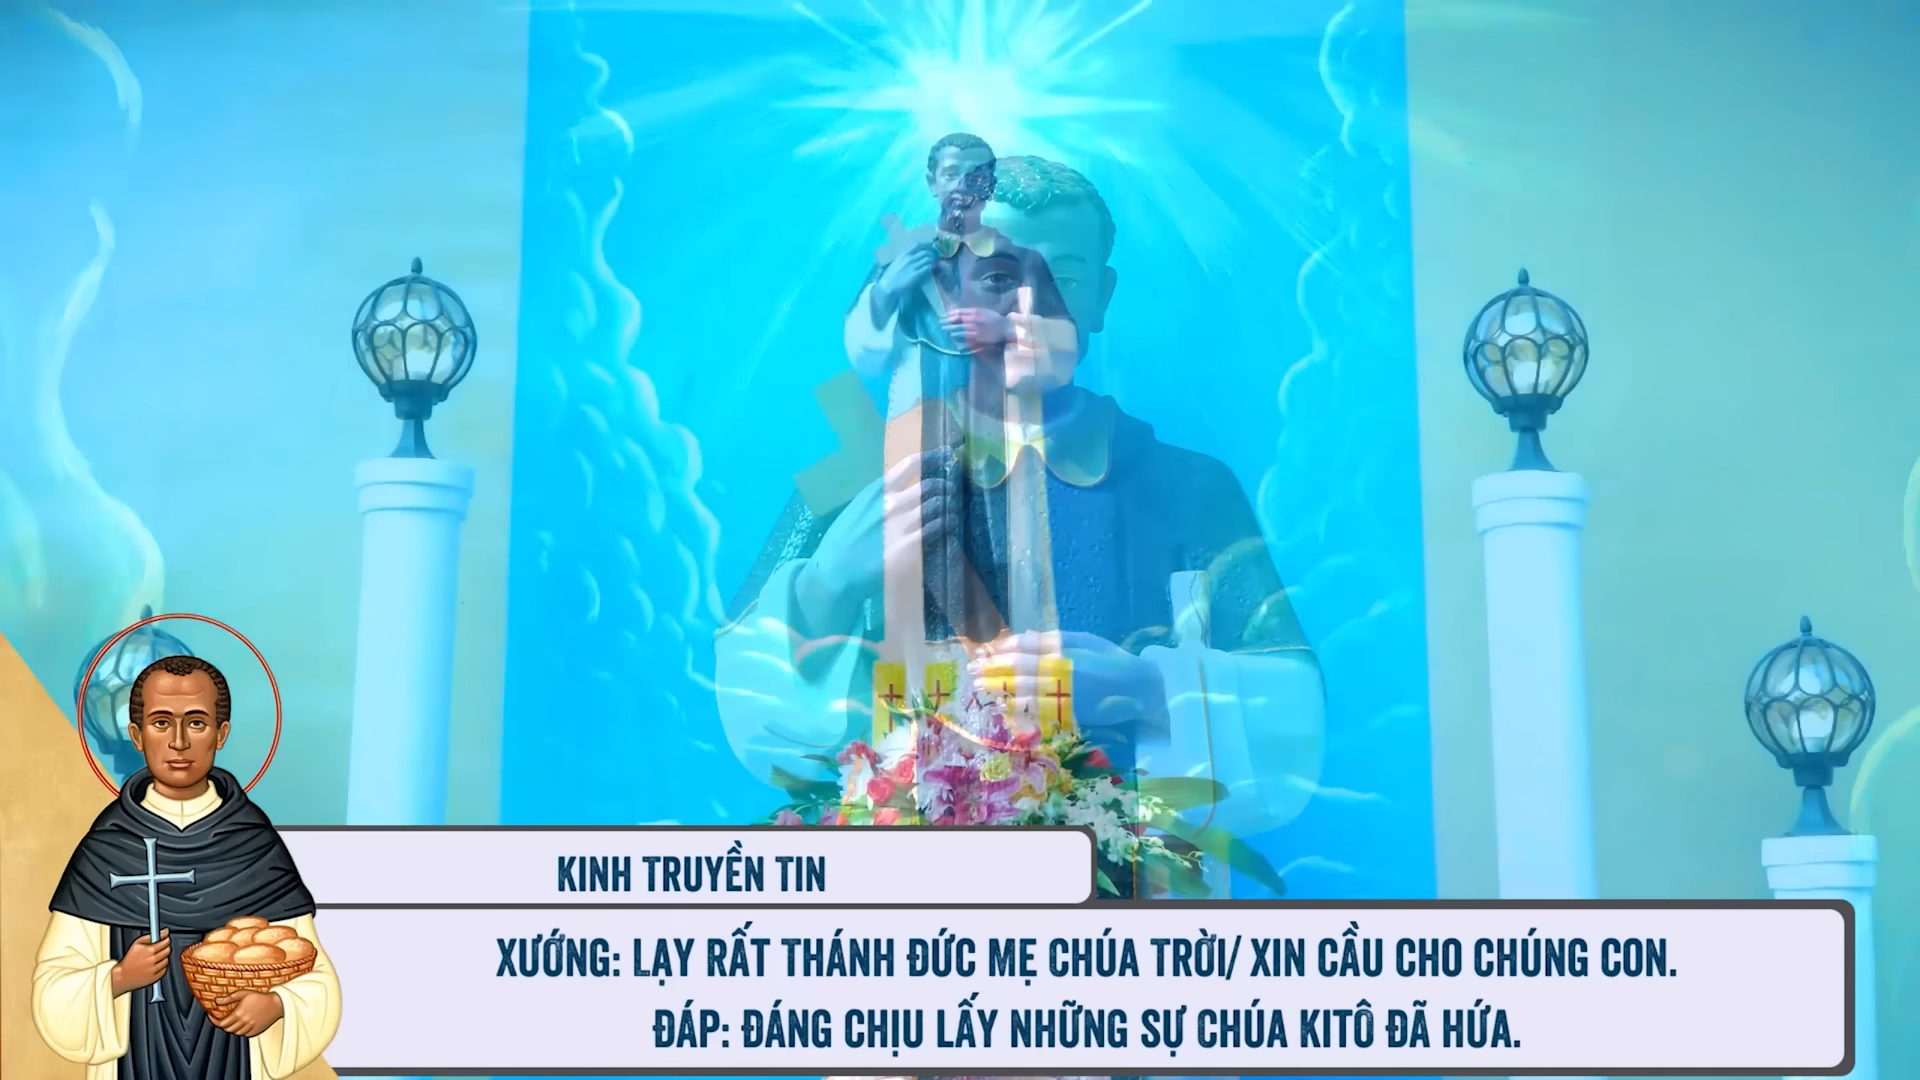 KINH TRUYỀN TIN
XƯỚNG: LẠY RẤT THÁNH ĐỨC MẸ CHÚA TRỜI/ XIN CẦU CHO CHÚNG CON.
ĐÁP: ĐÁNG CHỊU LẤY NHỮNG SỰ CHÚA KITÔ ĐÃ HỨA.